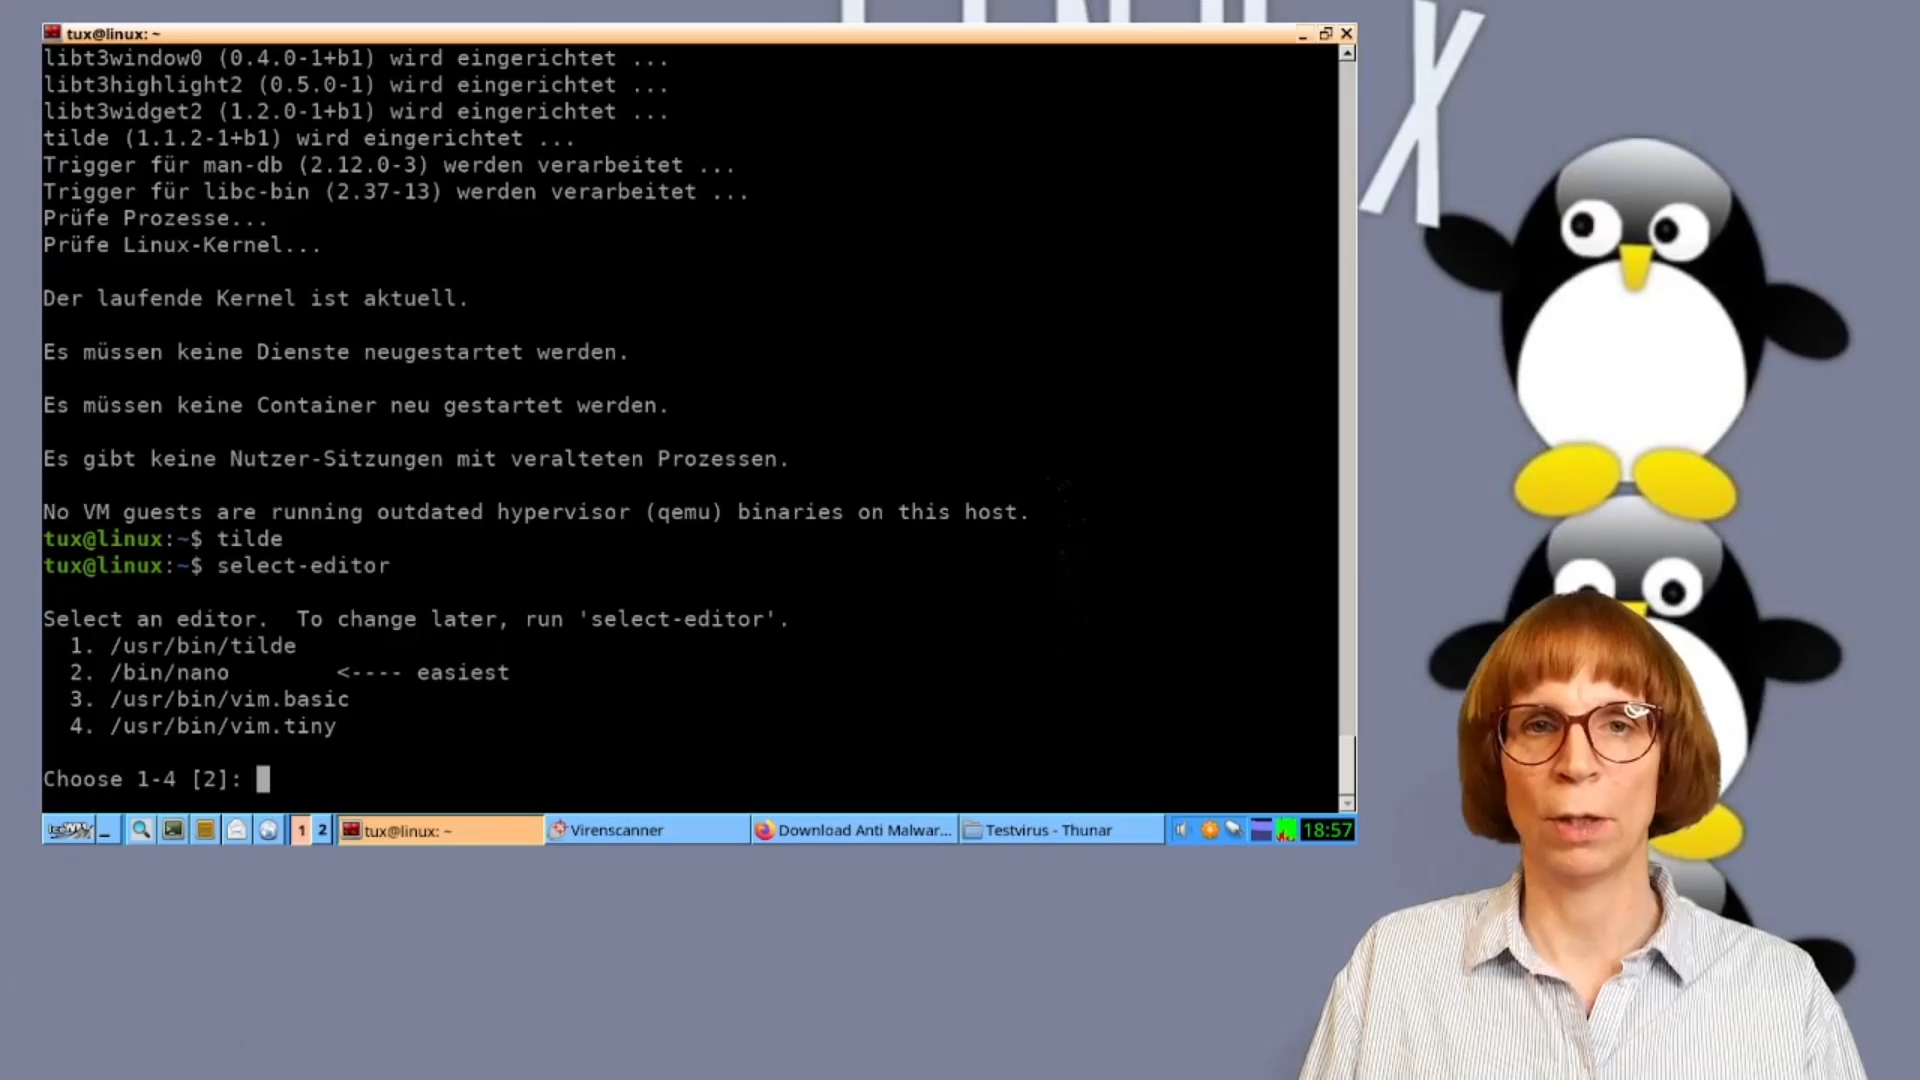 tux@linux: ~
libt3window0 (0.4.0-1+b1) wird eingerichtet ...
libt3highlight2 (0.5.0-1) wird eingerichtet ...
libt3widget2 (1.2.0-1+b1) wird eingerichtet ...
tilde (1.1.2-1+b1) wird eingerichtet ...
Trigger für man-db (2.12.0-3) werden verarbeitet ...
Trigger für libc-bin (2.37-13) werden verarbeitet ...
Prüfe Prozesse...
Prüfe Linux-Kernel...
Der laufende Kernel ist aktuell.
Es müssen keine Dienste neugestartet werden.
Es müssen keine Container neu gestartet werden.
Es gibt keine Nutzer-Sitzungen mit veralteten Prozessen.
No VM guests are running outdated hypervisor (qemu) binaries on this host.
tux@linux:~$ tilde
tux@linux:~$ select-editor
Select an editor.  To change later, run 'select-editor'.
1. /usr/bin/tilde
2. /bin/nano        <---- easiest
3. /usr/bin/vim.basic
4. /usr/bin/vim.tiny
Choose 1-4 [2]:
1 2 tux@linux: ~ Virenscanner Download Anti Malwar... Testvirus - Thunar 18:57